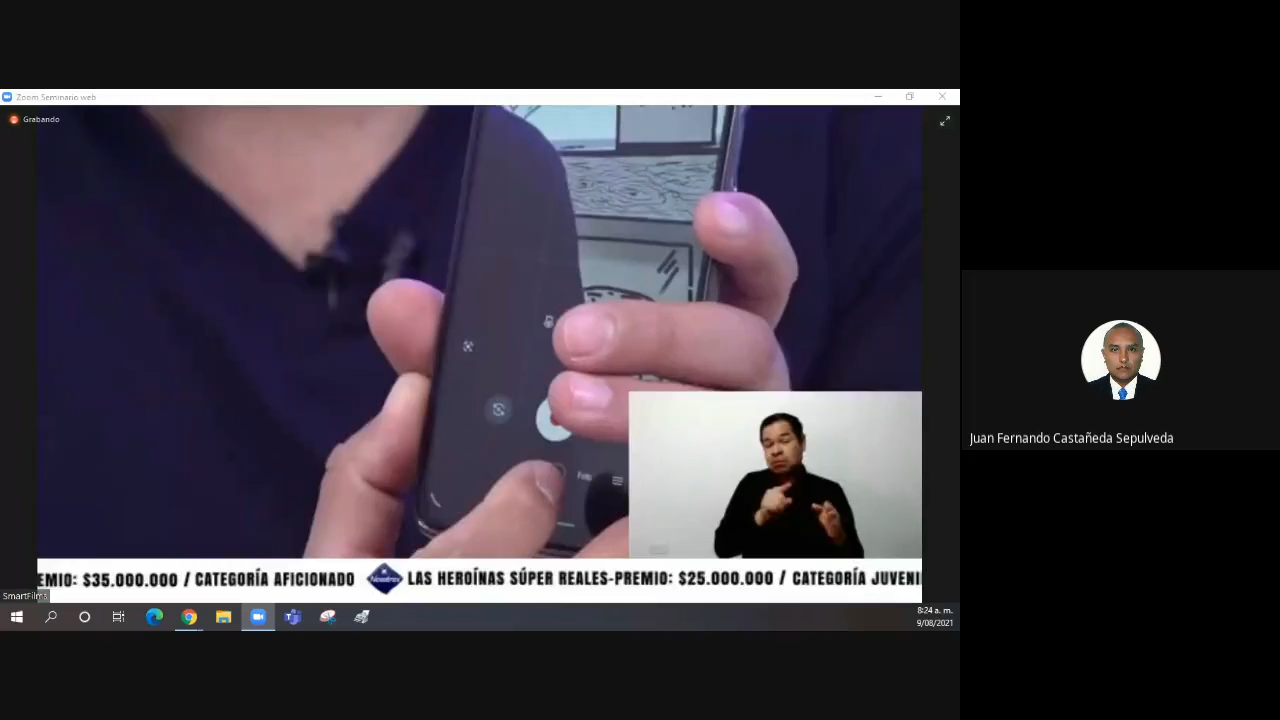 Zoom Seminario web
Grabando
EMIO: $35.000.000 / CATEGORÍA AFICIONADO
Nosotras
LAS HEROÍNAS SÚPER REALES-PREMIO: $25.000.000 / CATEGORÍA JUVENI
SmartFilms
8:24 a. m.
9/08/2021
Juan Fernando Castañeda Sepulveda